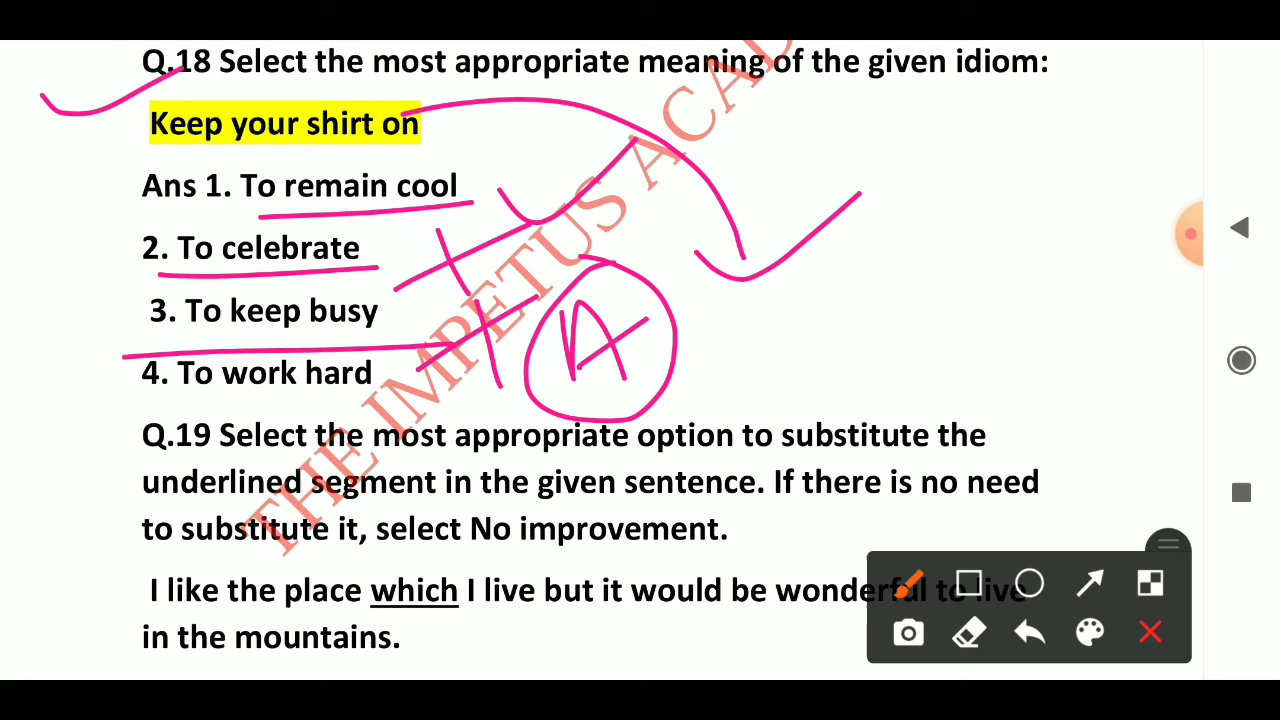 Q.18 Select the most appropriate meaning of the given idiom:
Keep your shirt on
Ans 1. To remain cool
2. To celebrate
3. To keep busy
4. To work hard
A
Q.19 Select the most appropriate option to substitute the
underlined segment in the given sentence. If there is no need
to substitute it, select No improvement.
I like the place which I live but it would be wonderful to live
in the mountains.
THE IMPETUS ACAD